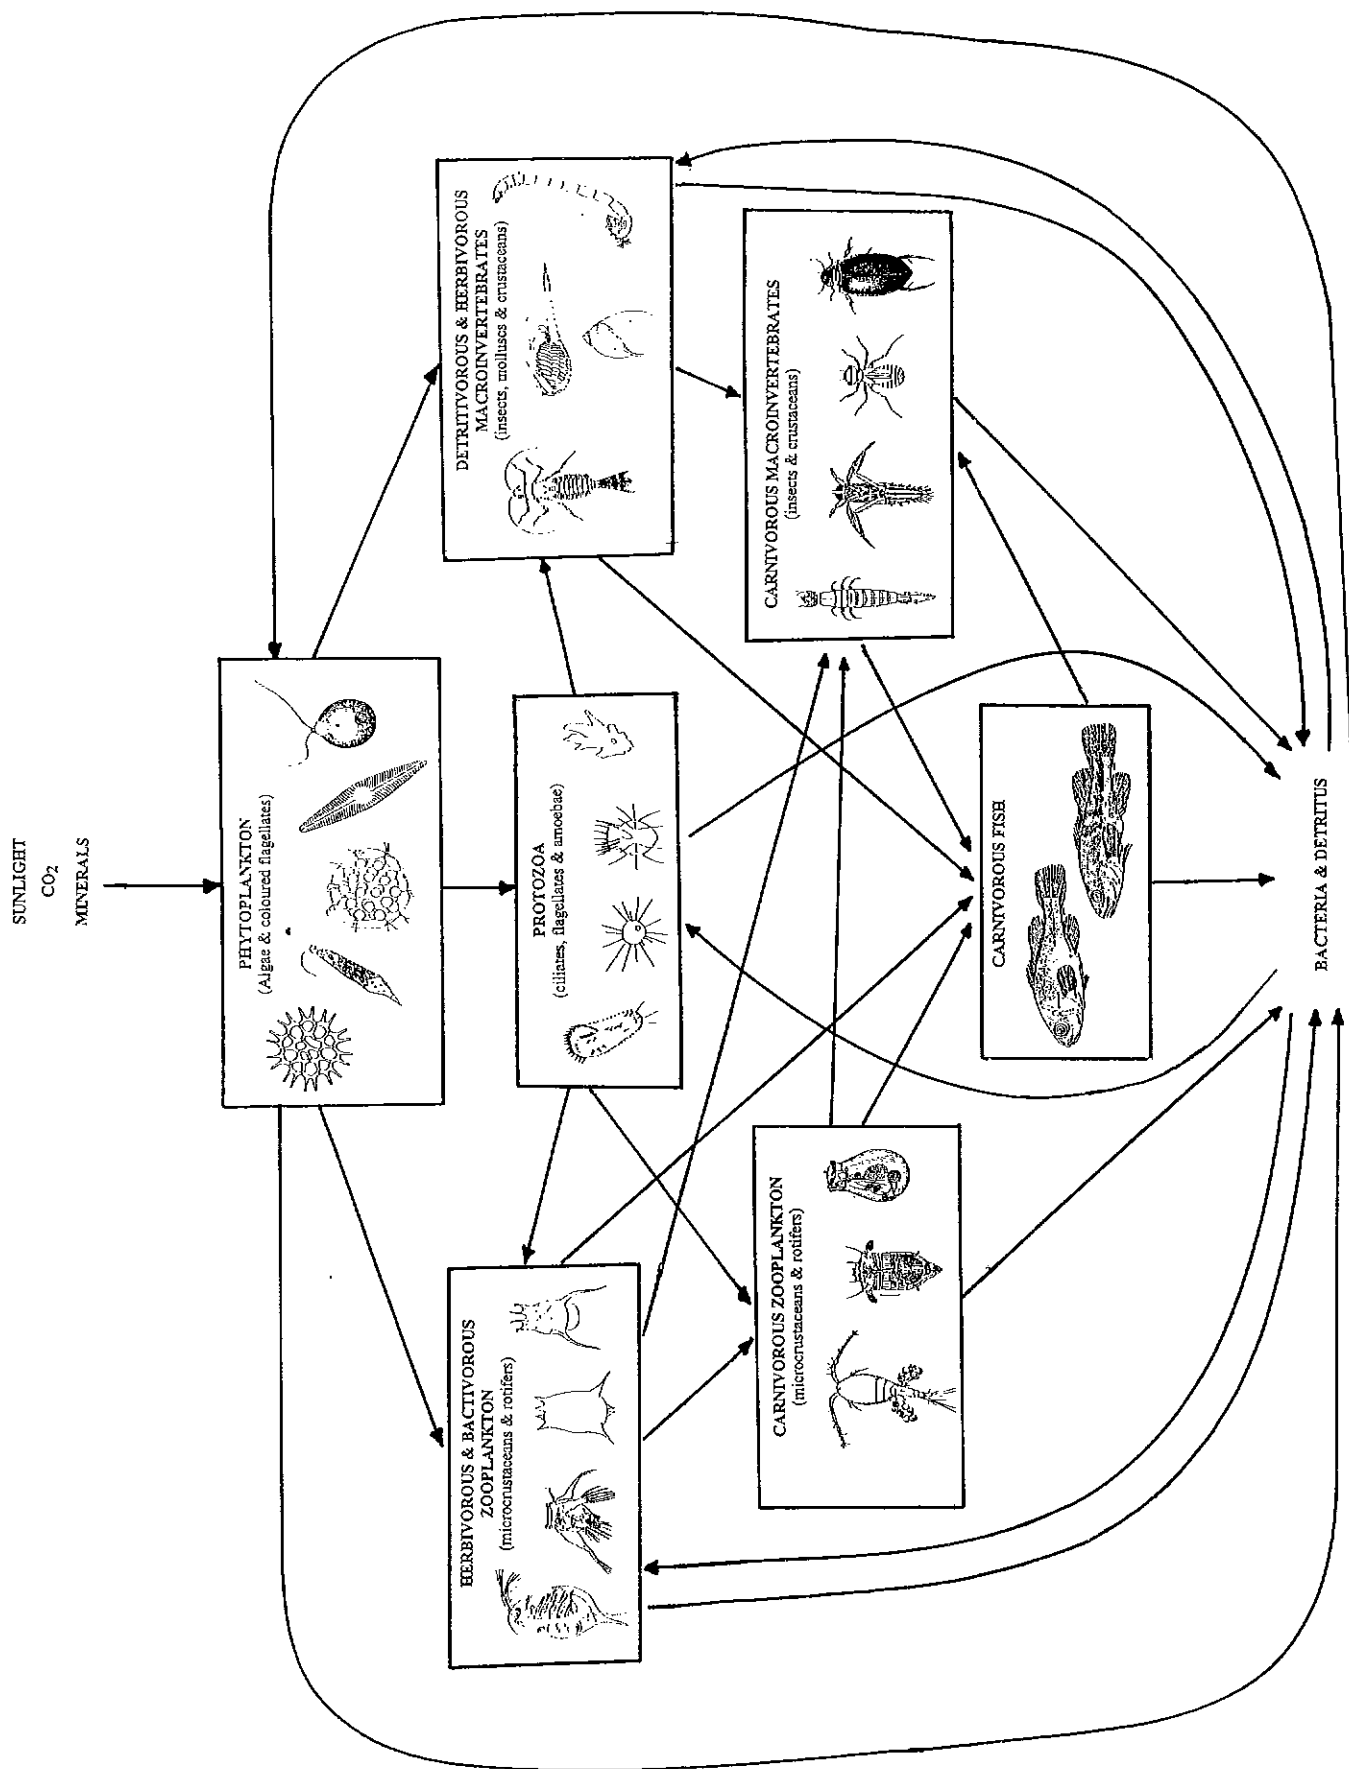 SUNLIGHT
CO2
MINERALS
PHYTOPLANKTON
(Algae & coloured flagellates)
DETRITIVOROUS & HERBIVOROUS
MACROINVERTEBRATES
(insects, molluscs & crustaceans)
PROTOZOA
(ciliates, flagellates & amoebae)
HERBIVOROUS & BACTIVOROUS
ZOOPLANKTON
(microcrustaceans & rotifers)
CARNIVOROUS MACROINVERTEBRATES
(insects & crustaceans)
CARNIVOROUS ZOOPLANKTON
(microcrustaceans & rotifers)
CARNIVOROUS FISH
BACTERIA & DETRITUS